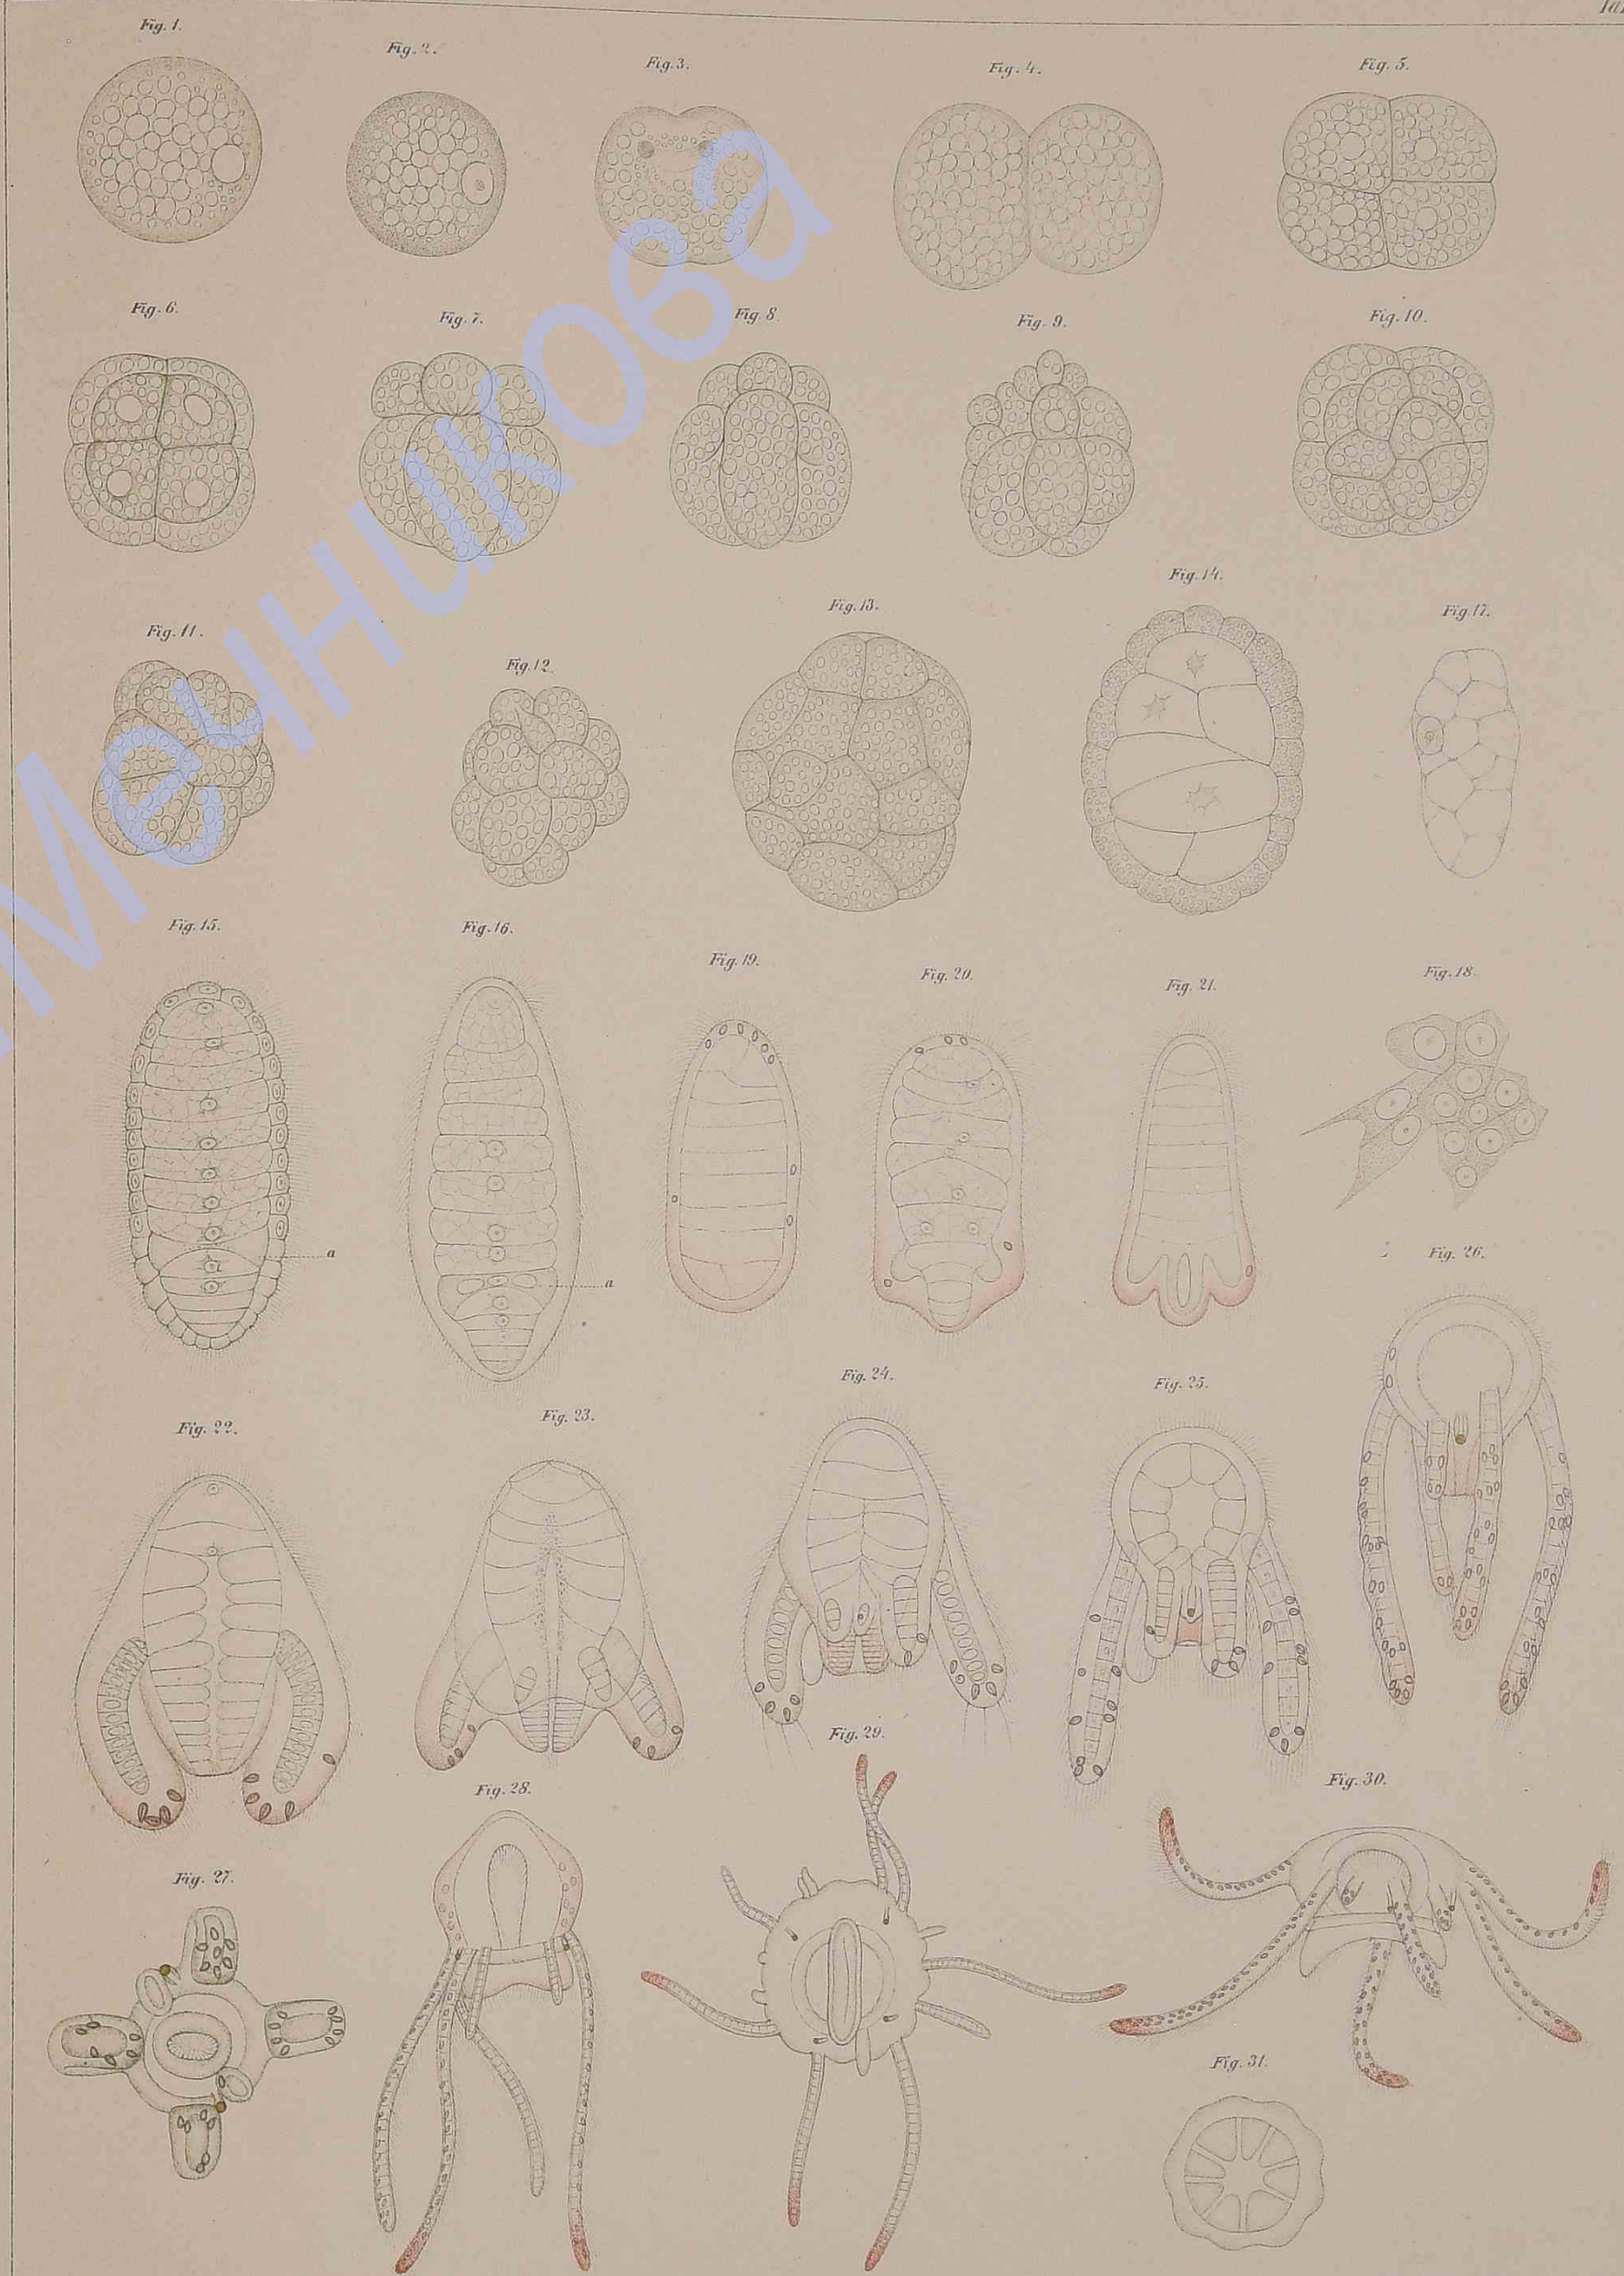 Fig. 1.
Fig. 2.
Fig. 3.
Fig. 4.
Fig. 5.
Fig. 6.
Fig. 7.
Fig. 8.
Fig. 9.
Fig. 10.
Fig. 11.
Fig. 12.
Fig. 13.
Fig. 14.
Fig. 17.
Fig. 15.
Fig. 16.
Fig. 19.
Fig. 20.
Fig. 21.
Fig. 18.
a
a
Fig. 26.
Fig. 22.
Fig. 23.
Fig. 24.
Fig. 25.
Fig. 27.
Fig. 28.
Fig. 29.
Fig. 30.
Fig. 31.
Мечникова